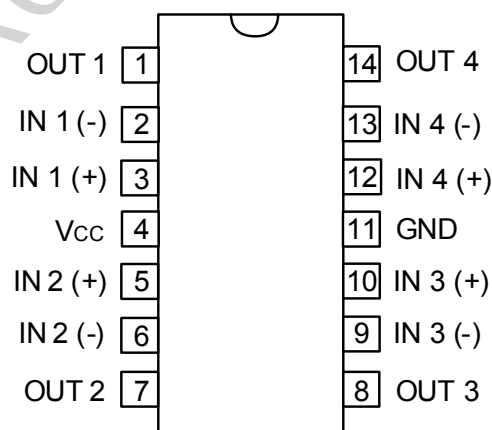 OUT 1 1 14 OUT 4
IN 1 (-) 2 13 IN 4 (-)
IN 1 (+) 3 12 IN 4 (+)
Vcc 4 11 GND
IN 2 (+) 5 10 IN 3 (+)
IN 2 (-) 6 9 IN 3 (-)
OUT 2 7 8 OUT 3